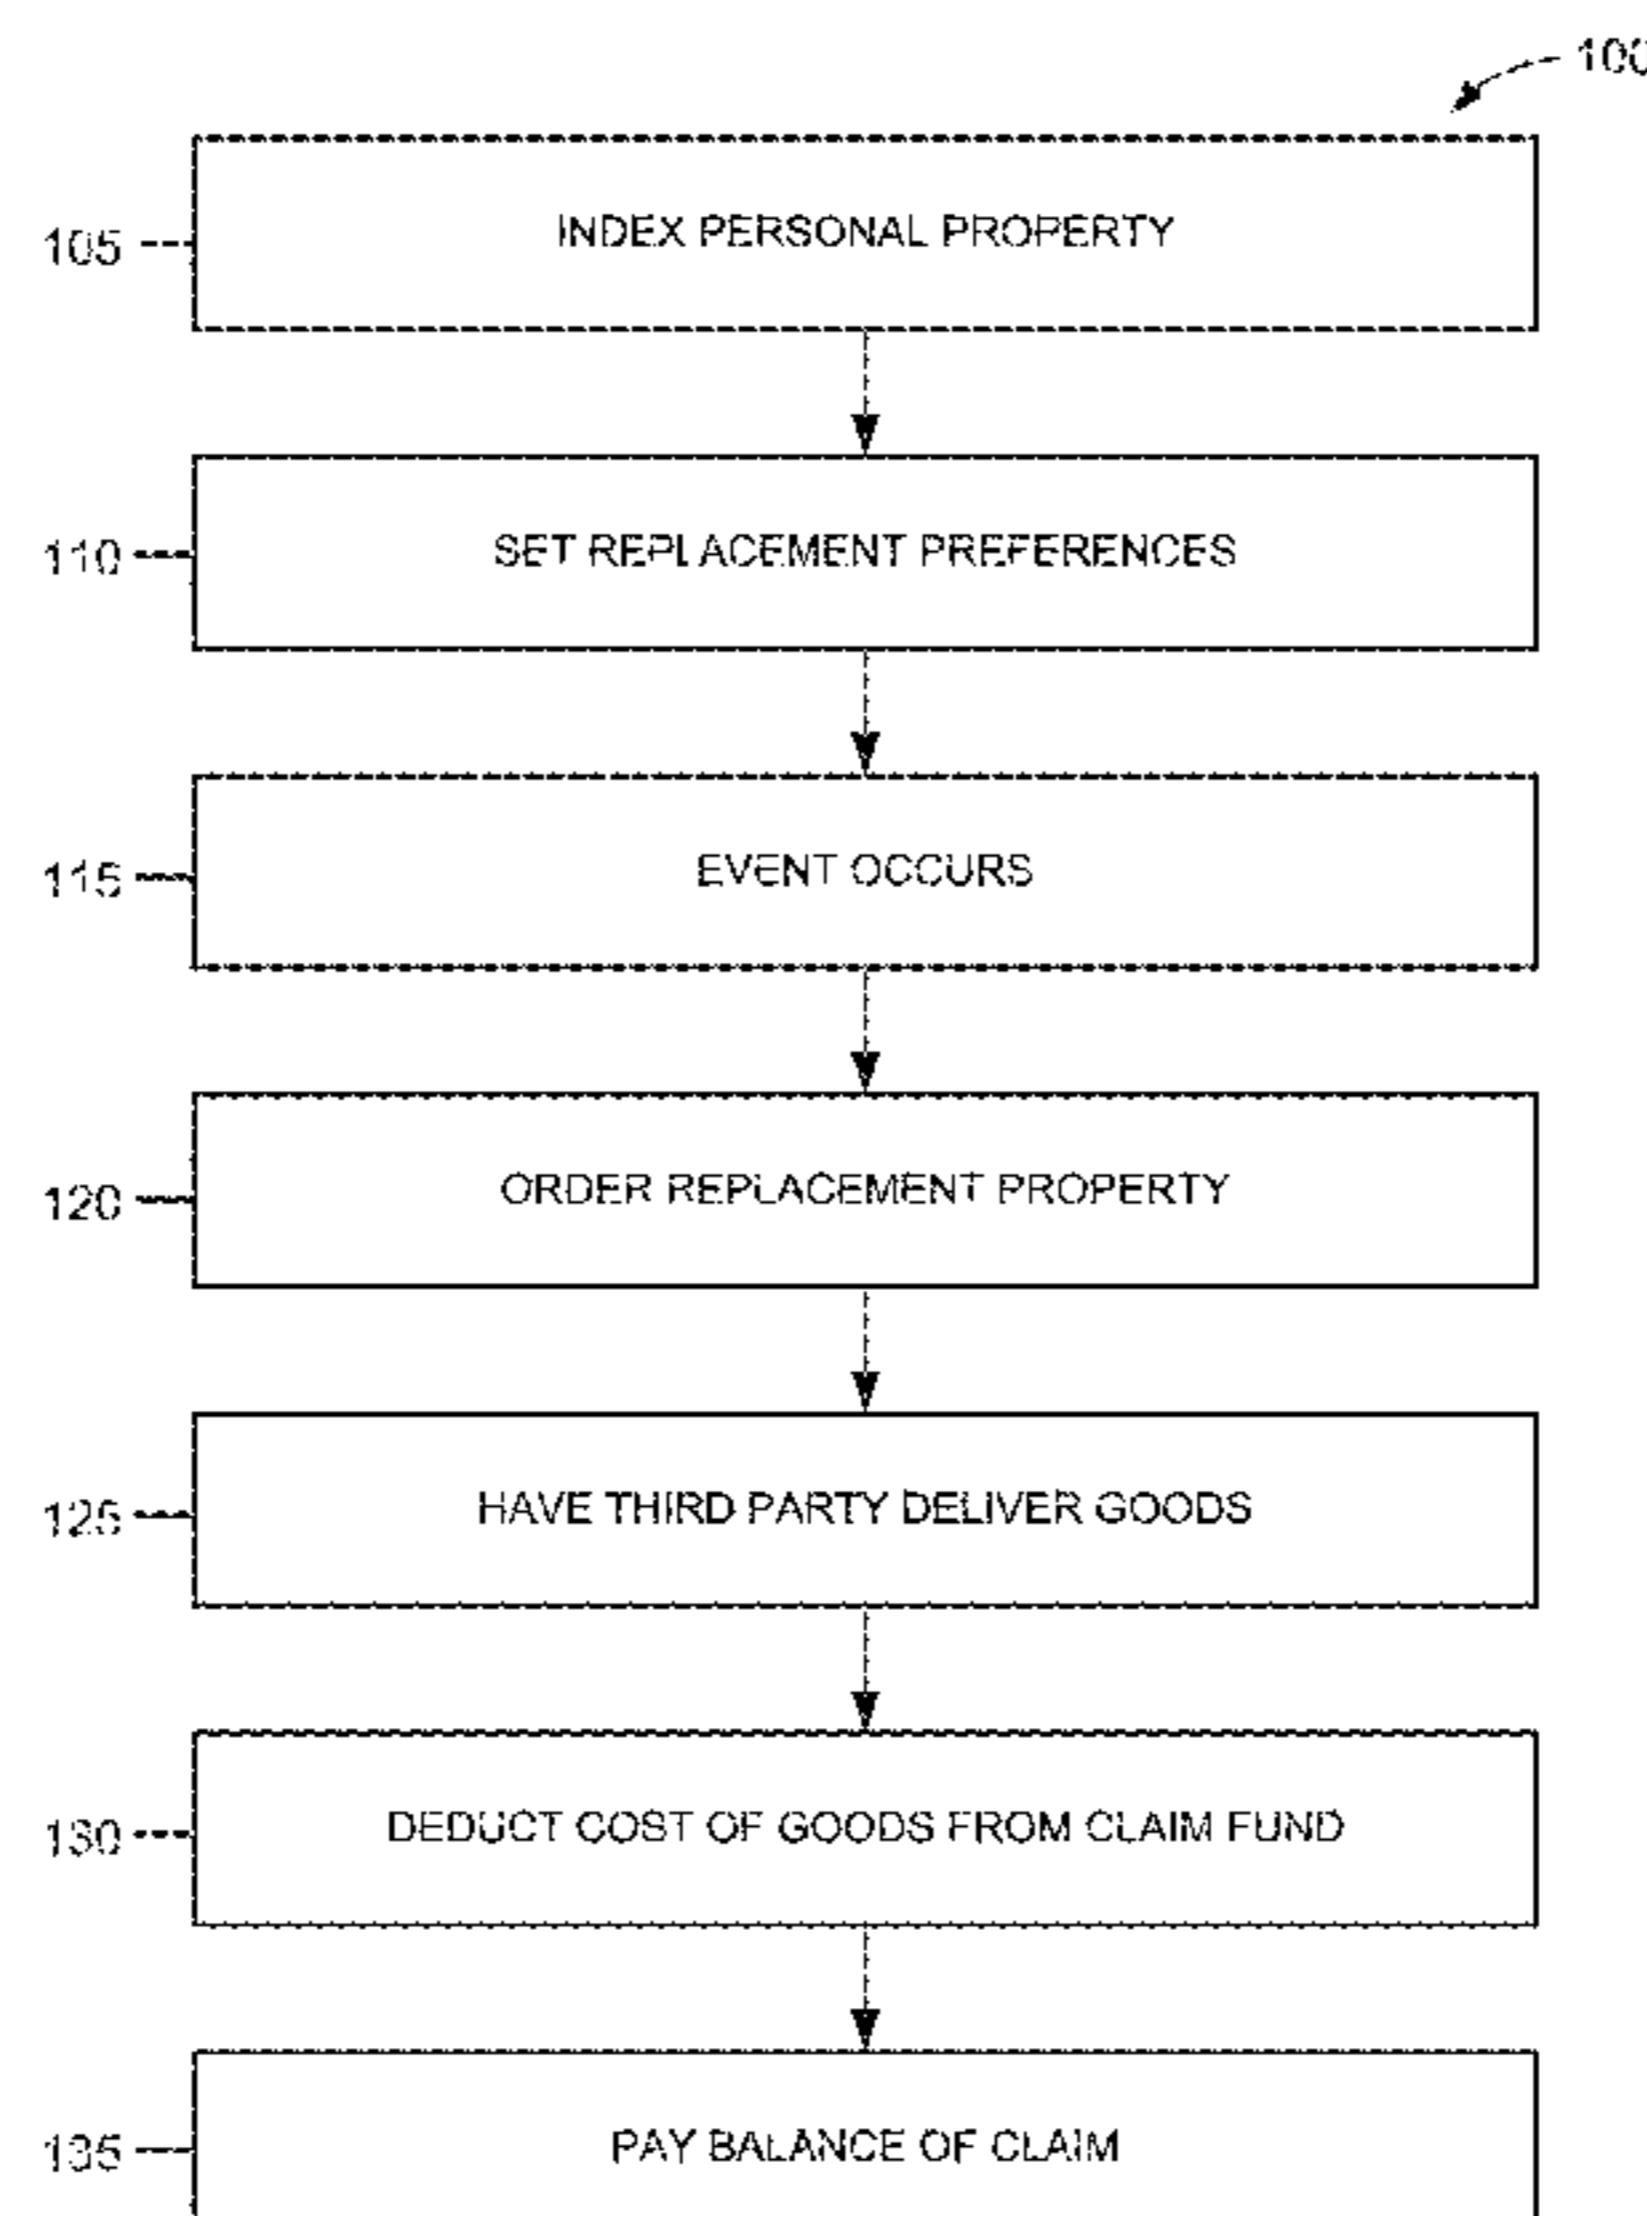 100
105
INDEX PERSONAL PROPERTY
110
SET REPLACEMENT PREFERENCES
115
EVENT OCCURS
120
ORDER REPLACEMENT PROPERTY
125
HAVE THIRD PARTY DELIVER GOODS
130
DEDUCT COST OF GOODS FROM CLAIM FUND
135
PAY BALANCE OF CLAIM